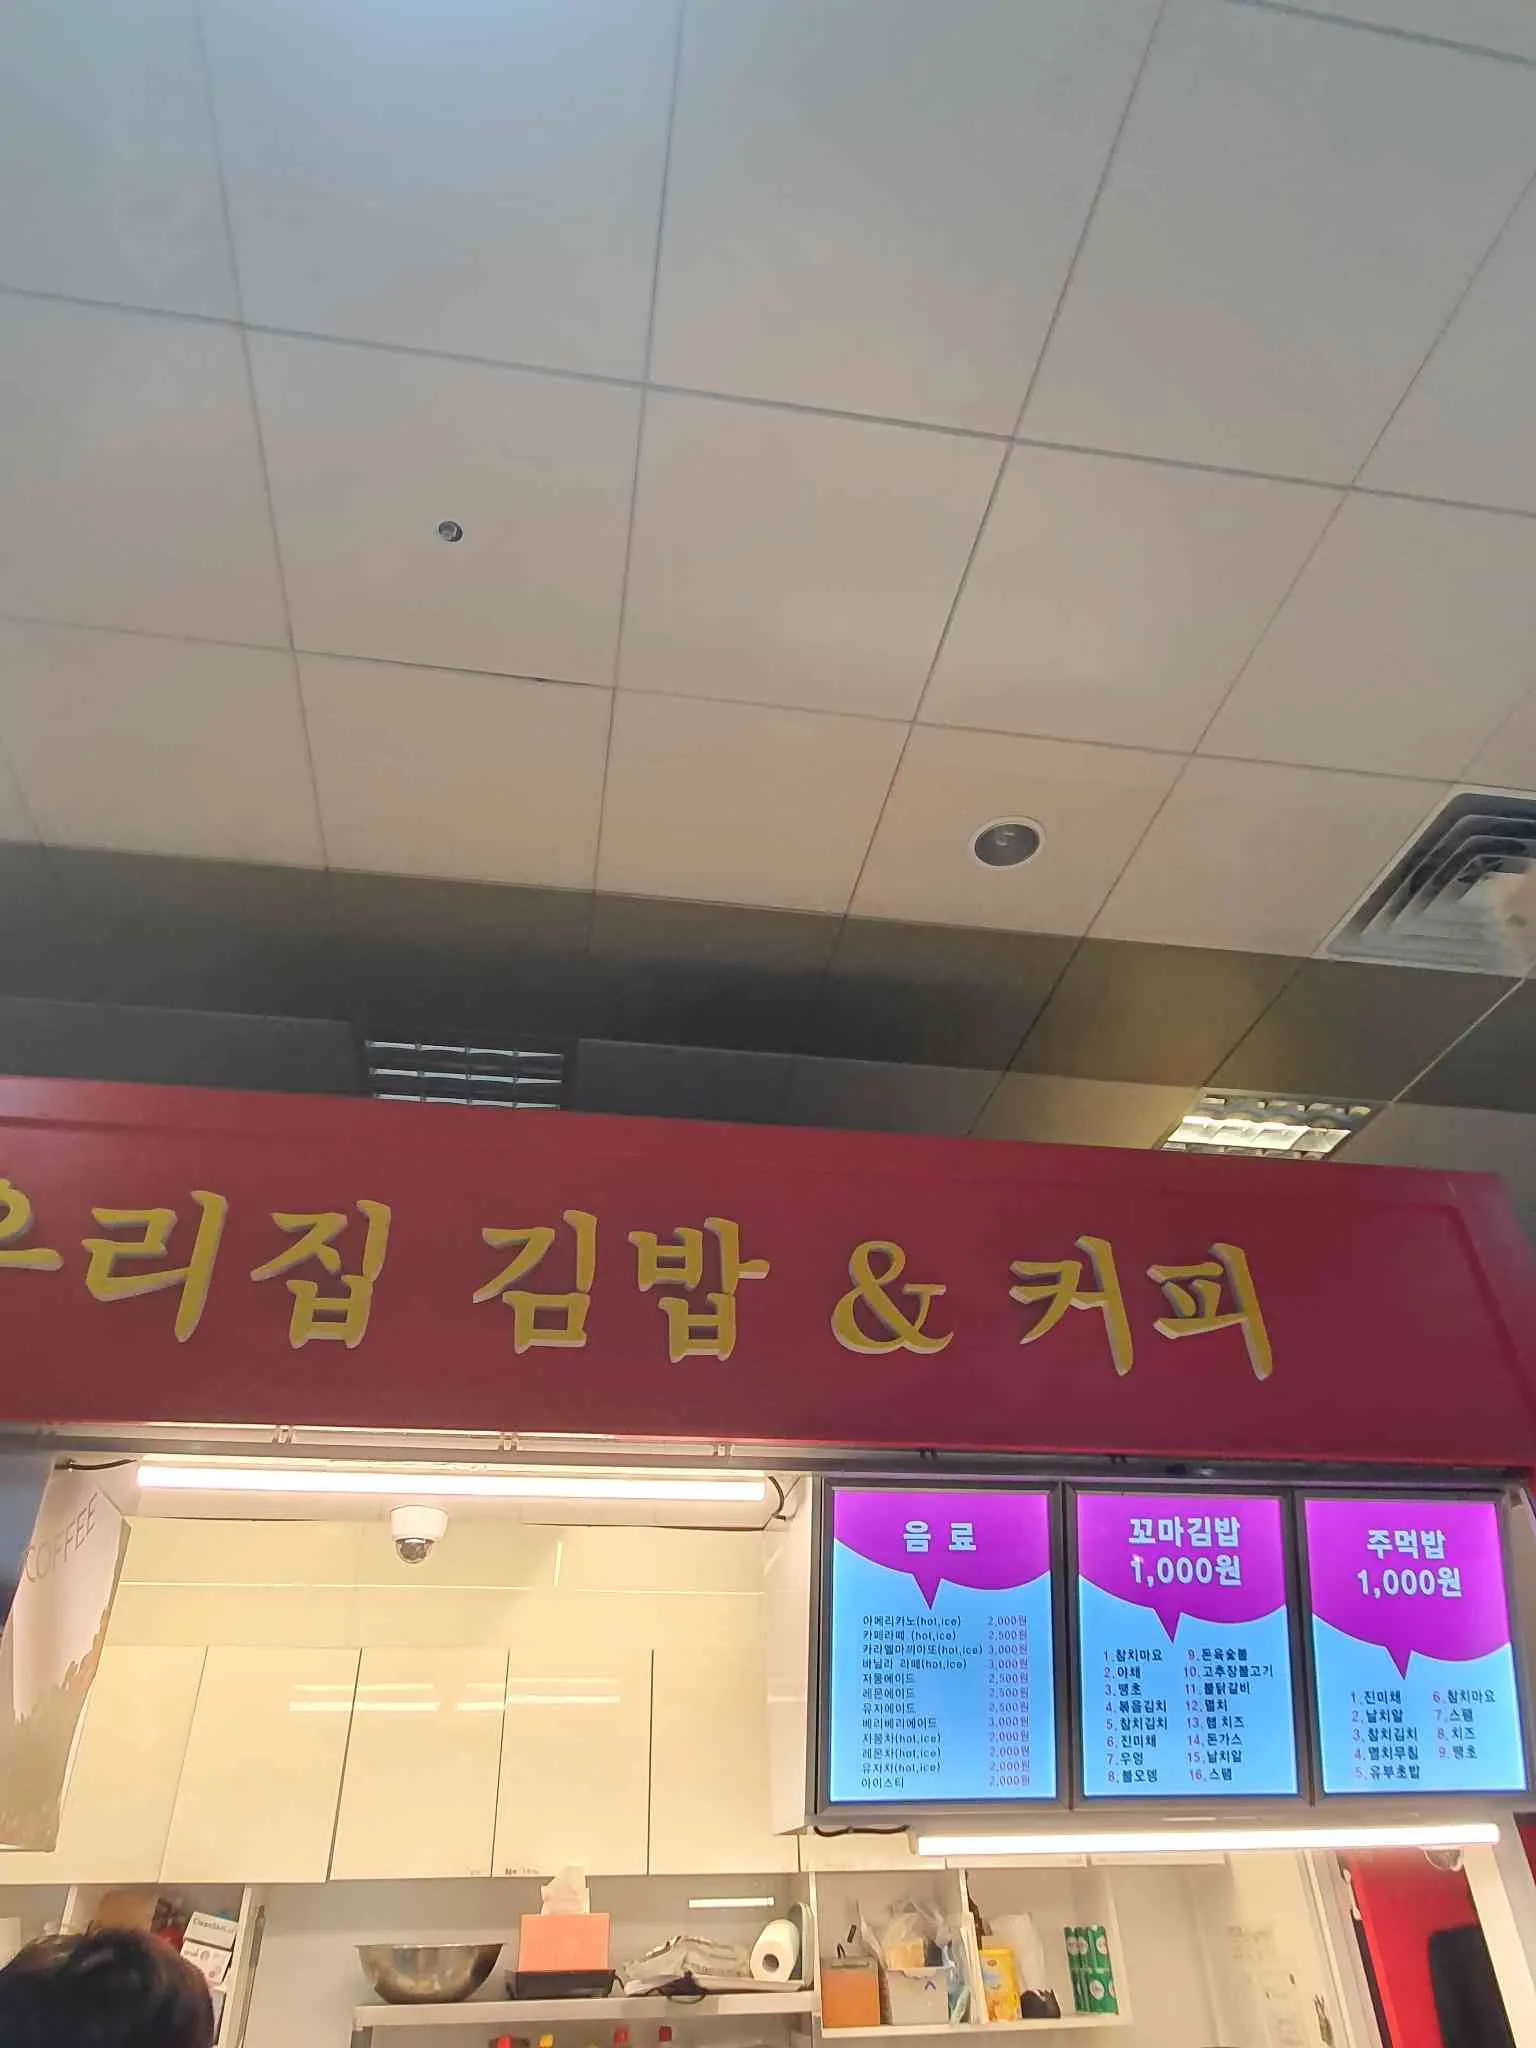 우리집 김밥 & 커피
COFFEE
음 료
아메리카노(hot,ice) 2,000원
카페라떼 (hot,ice) 2,500원
카라멜마끼아또(hot,ice) 3,000원
바닐라 라떼(hot,ice) 3,000원
자몽에이드 2,500원
레몬에이드 2,500원
유자에이드 2,500원
베리베리에이드 3,000원
자몽차(hot,ice) 2,000원
레몬차(hot,ice) 2,000원
유자차(hot,ice) 2,000원
아이스티 2,000원
꼬마김밥
1,000원
1.참치마요
2.야채
3.땡초
4.볶음김치
5.참치김치
6.진미채
7.우엉
8.불오뎅
9.돈육숯불
10.고추장불고기
11.불닭갈비
12.멸치
13.햄 치즈
14.돈가스
15.날치알
16.스팸
주먹밥
1,000원
1.진미채
2.날치알
3.참치김치
4.멸치무침
5.유부초밥
6.참치마요
7.스팸
8.치즈
9.땡초